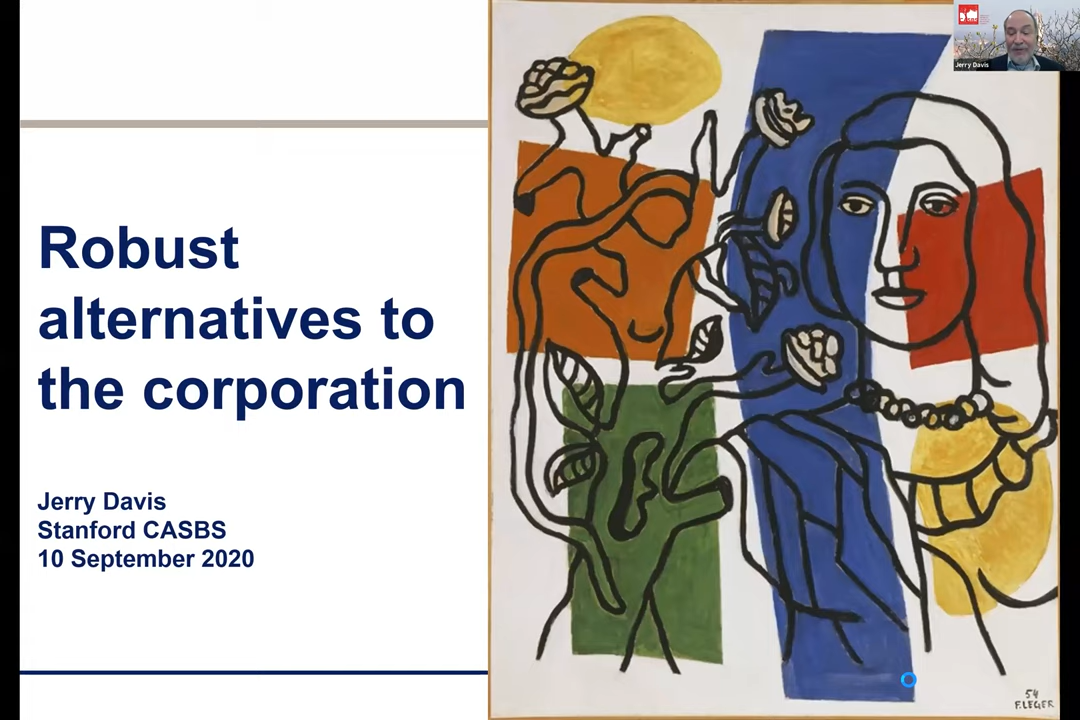 Robust
alternatives to
the corporation
Jerry Davis
Stanford CASBS
10 September 2020
Jerry Davis
54
F.LEGER